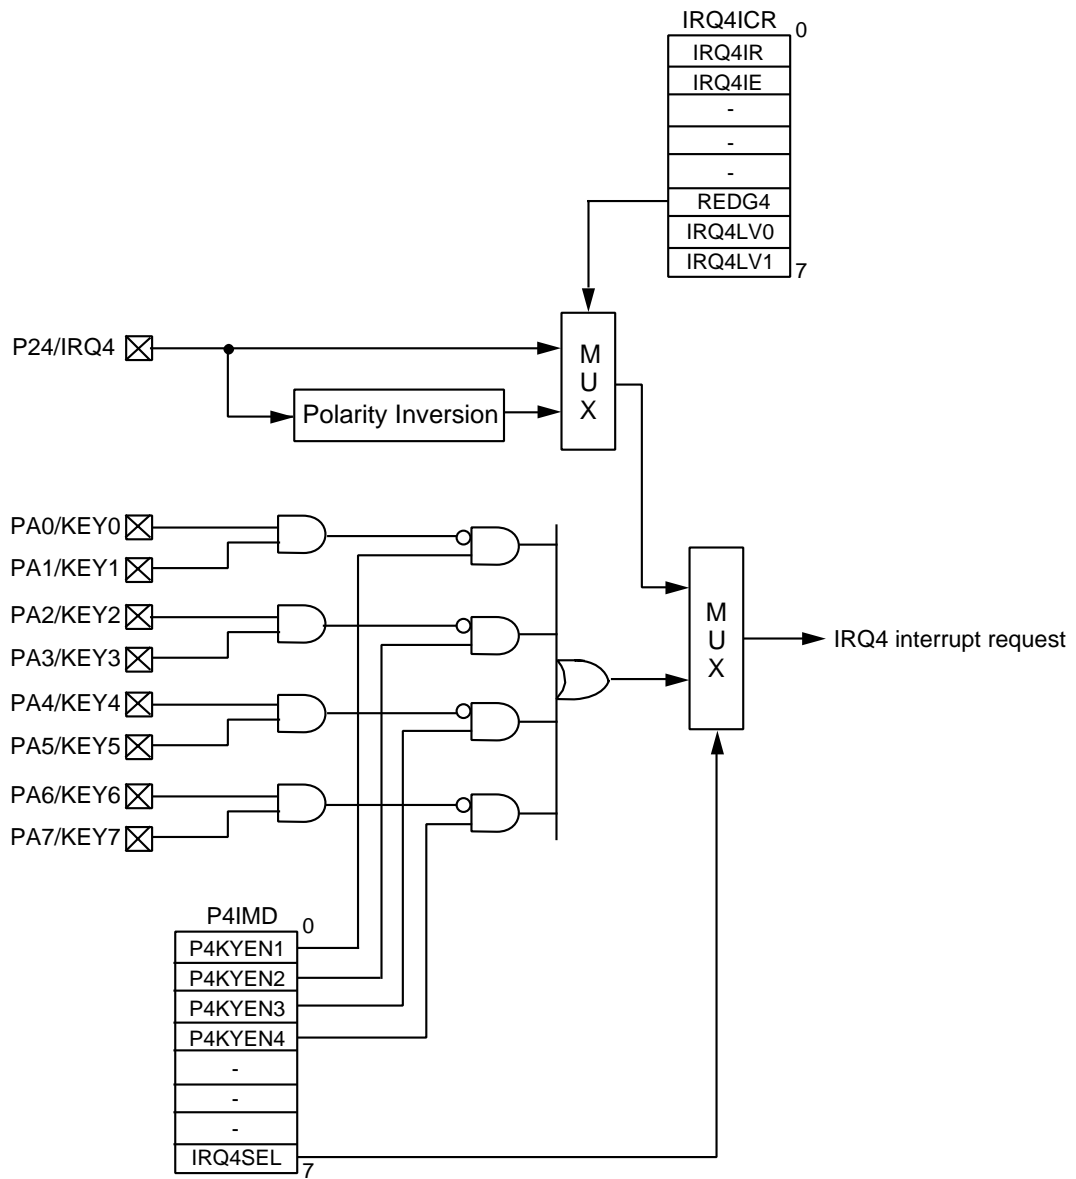 IRQ4ICR
0
IRQ4IR
IRQ4IE
-
-
-
REDG4
IRQ4LV0
IRQ4LV1
7
P24/IRQ4
M
U
X
Polarity Inversion
PA0/KEY0
PA1/KEY1
PA2/KEY2
PA3/KEY3
PA4/KEY4
PA5/KEY5
PA6/KEY6
PA7/KEY7
M
U
X
IRQ4 interrupt request
P4IMD
0
P4KYEN1
P4KYEN2
P4KYEN3
P4KYEN4
-
-
-
IRQ4SEL
7